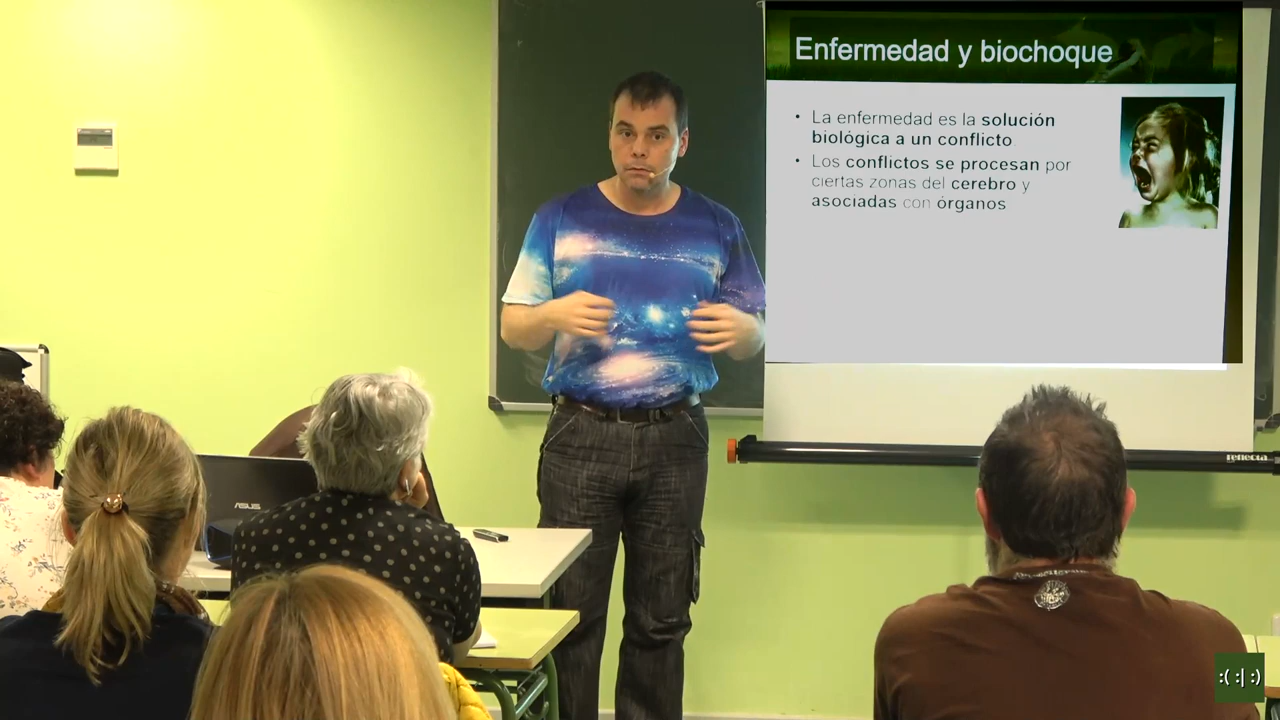 Enfermedad y biochoque
• La enfermedad es la solución
biológica a un conflicto
• Los conflictos se procesan por
ciertas zonas del cerebro y
asociadas con órganos
ASUS
reflecta
:( :| :)